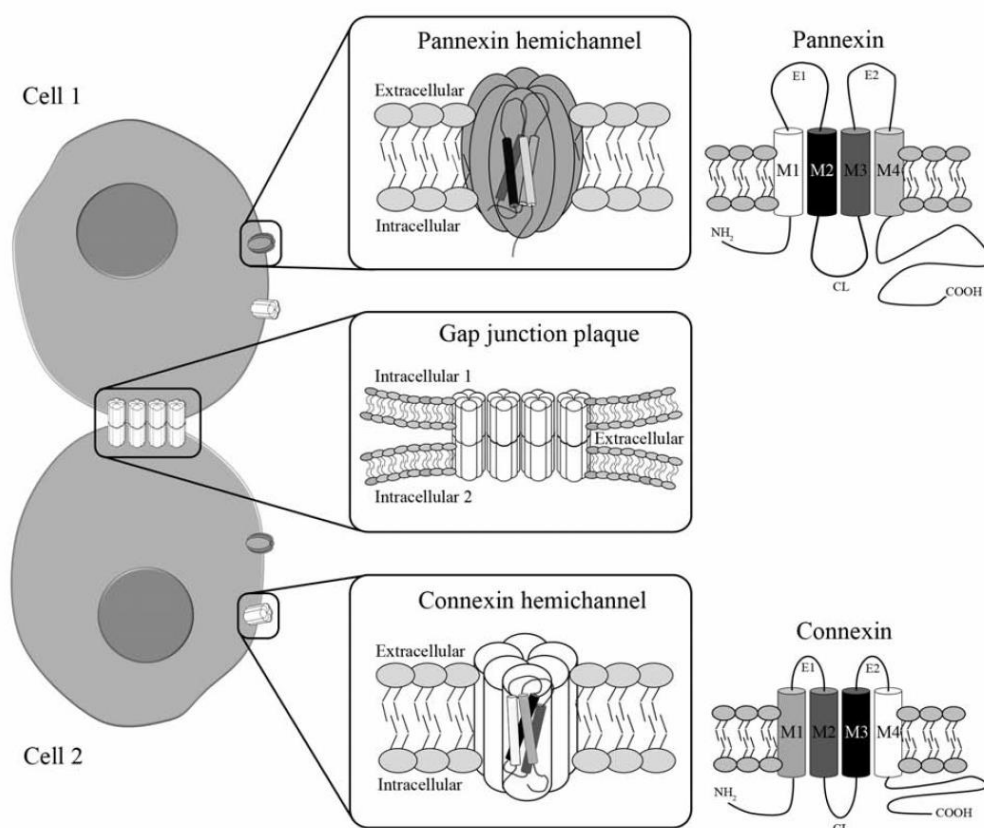 Cell 1
Pannexin hemichannel
Extracellular
Intracellular
Pannexin
E1
E2
M1
M2
M3
M4
NH2
CL
COOH
Gap junction plaque
Intracellular 1
Extracellular
Intracellular 2
Cell 2
Connexin hemichannel
Extracellular
Intracellular
Connexin
E1
E2
M1
M2
M3
M4
NH2
COOH
CL